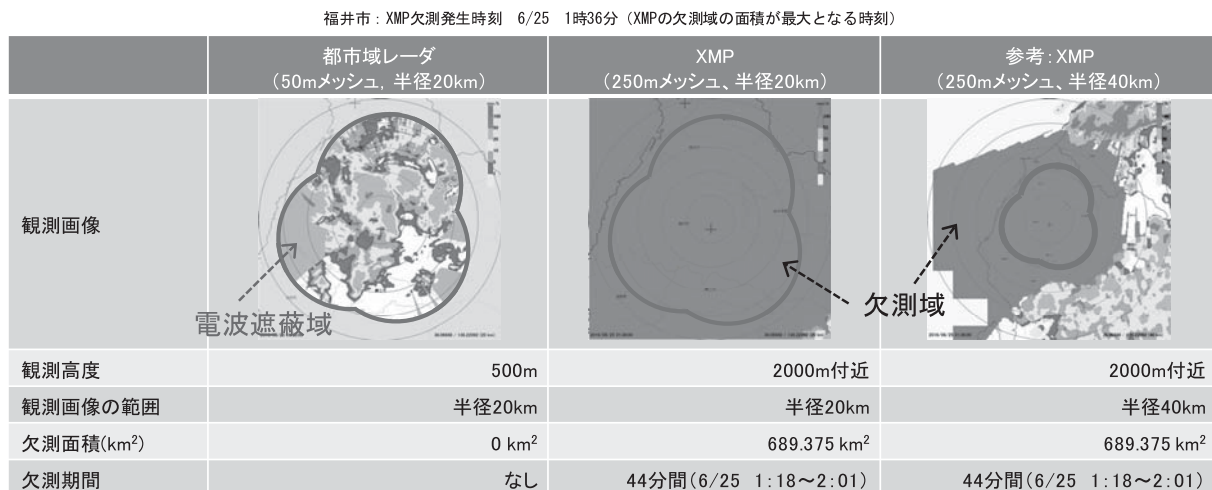 福井市：XMP欠測発生時刻　6/25　1時36分（XMPの欠測域の面積が最大となる時刻）
都市域レーダ
（50mメッシュ，半径20km）
XMP
（250mメッシュ、半径20km）
参考：XMP
（250mメッシュ、半径40km）
観測画像
電波遮蔽域
欠測域
観測高度
500m
2000m付近
2000m付近
観測画像の範囲
半径20km
半径20km
半径40km
欠測面積(km²)
0 km²
689.375 km²
689.375 km²
欠測期間
なし
44分間（6/25　1:18～2:01）
44分間（6/25　1:18～2:01）